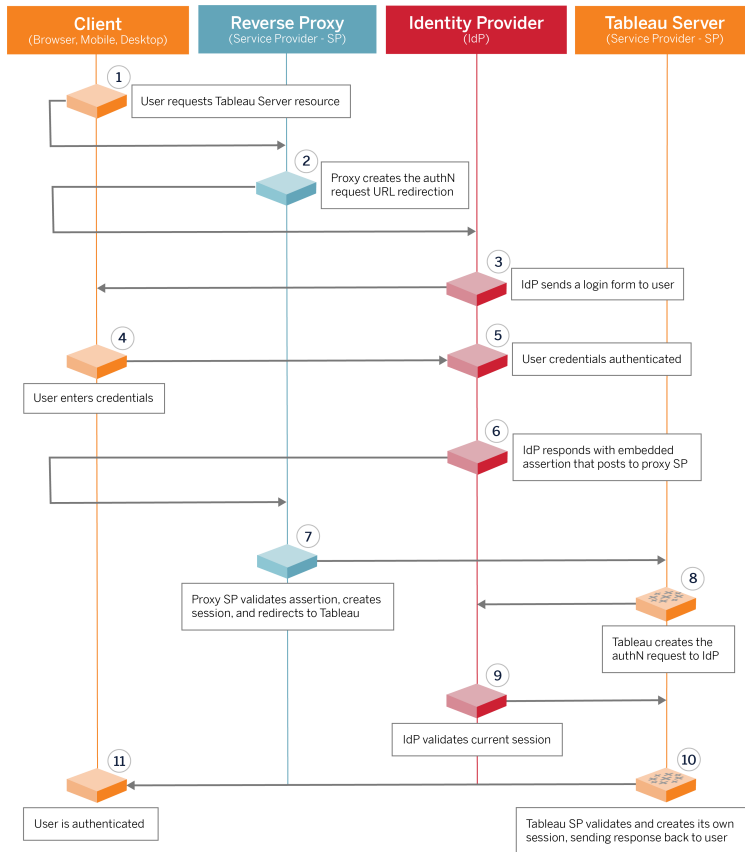 Client
(Browser, Mobile, Desktop)
Reverse Proxy
(Service Provider - SP)
Identity Provider
(IdP)
Tableau Server
(Service Provider - SP)
1
User requests Tableau Server resource
2
Proxy creates the authN
request URL redirection
3
IdP sends a login form to user
4
User enters credentials
5
User credentials authenticated
6
IdP responds with embedded
assertion that posts to proxy SP
7
Proxy SP validates assertion, creates
session, and redirects to Tableau
8
Tableau creates the
authN request to IdP
9
IdP validates current session
10
Tableau SP validates and creates its own
session, sending response back to user
11
User is authenticated